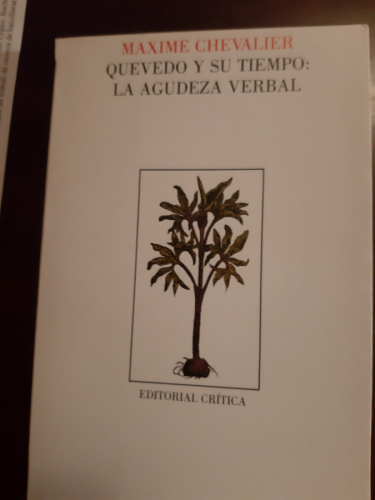 MAXIME CHEVALIER
QUEVEDO Y SU TIEMPO:
LA AGUDEZA VERBAL
EDITORIAL CRÍTICA